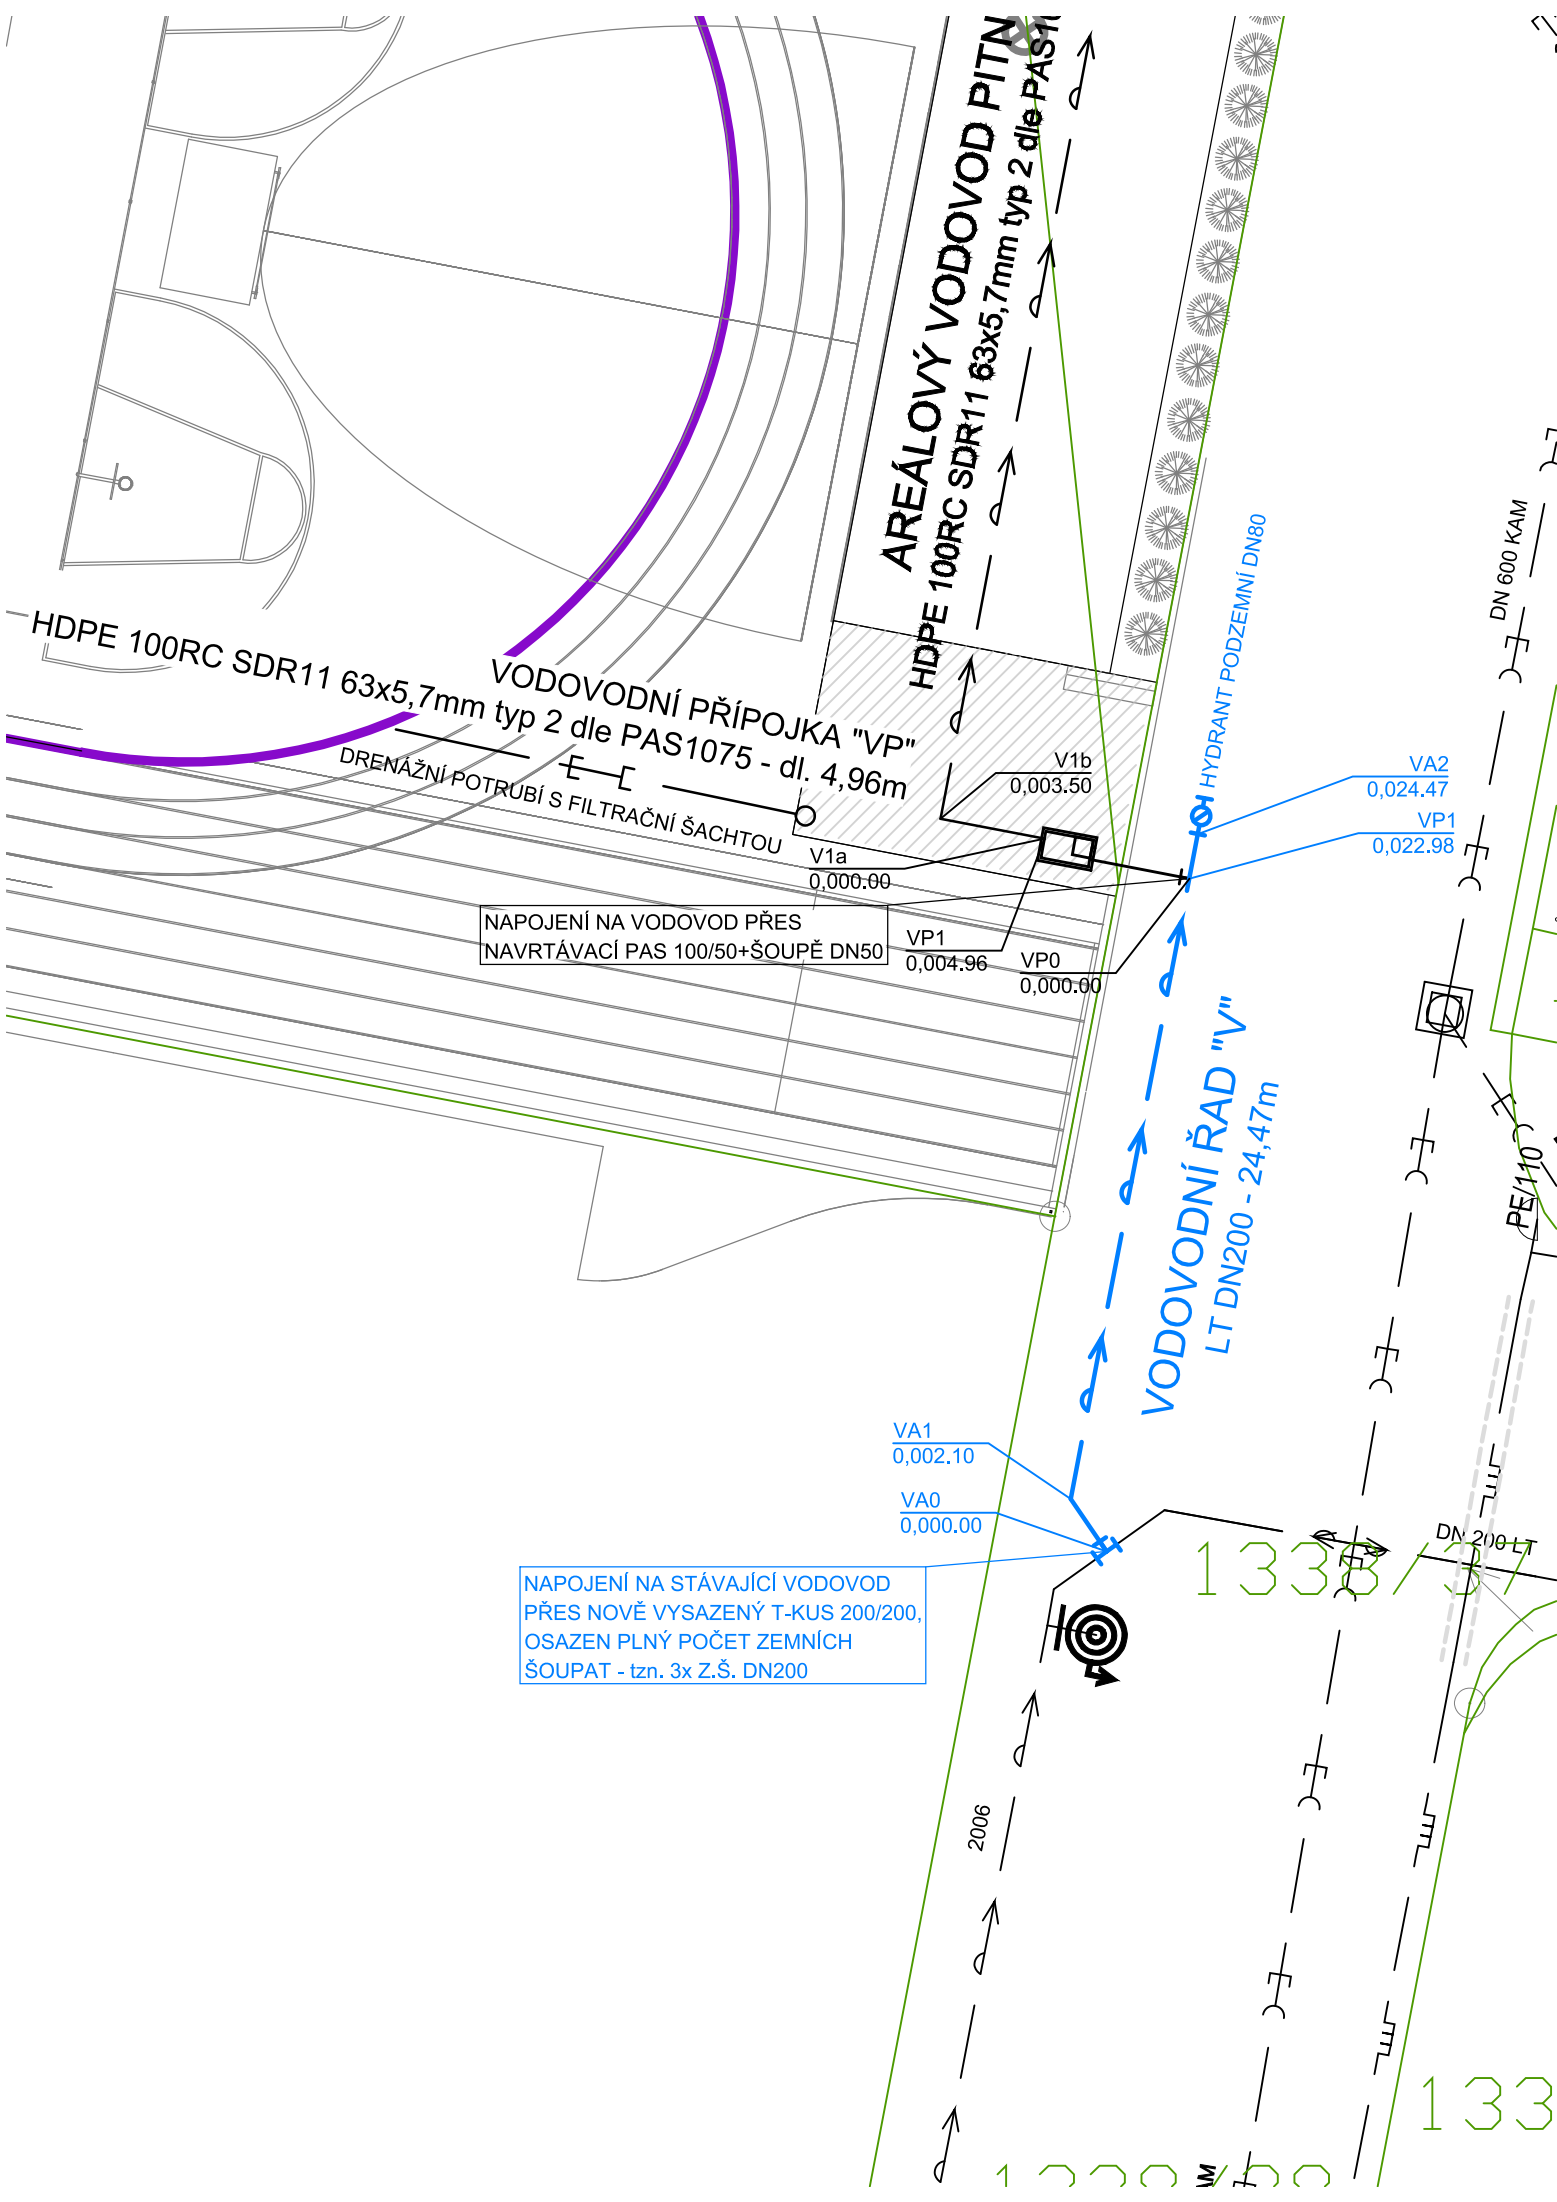 AREÁLOVÝ VODOVOD PITN
HDPE 100RC SDR11 63x5,7mm typ 2 dle PAS10
HYDRANT PODZEMNÍ DN80
DN 600 KAM
HDPE 100RC SDR11 63x5,7mm typ 2 dle PAS1075 - dl. 4,96m
VODOVODNÍ PŘÍPOJKA "VP"
DRENÁŽNÍ POTRUBÍ S FILTRAČNÍ ŠACHTOU
V1b
0,003.50
VA2
0,024.47
VP1
0,022.98
V1a
0,000.00
NAPOJENÍ NA VODOVOD PŘES
NAVRTÁVACÍ PAS 100/50+ŠOUPĚ DN50
VP1
0,004.96
VP0
0,000.00
VODOVODNÍ ŘAD "V"
LT DN200 - 24,47m
PE/110
VA1
0,002.10
VA0
0,000.00
DN 200 LT
1338/37
NAPOJENÍ NA STÁVAJÍCÍ VODOVOD
PŘES NOVĚ VYSAZENÝ T-KUS 200/200,
OSAZEN PLNÝ POČET ZEMNÍCH
ŠOUPAT - tzn. 3x Z.Š. DN200
2006
133